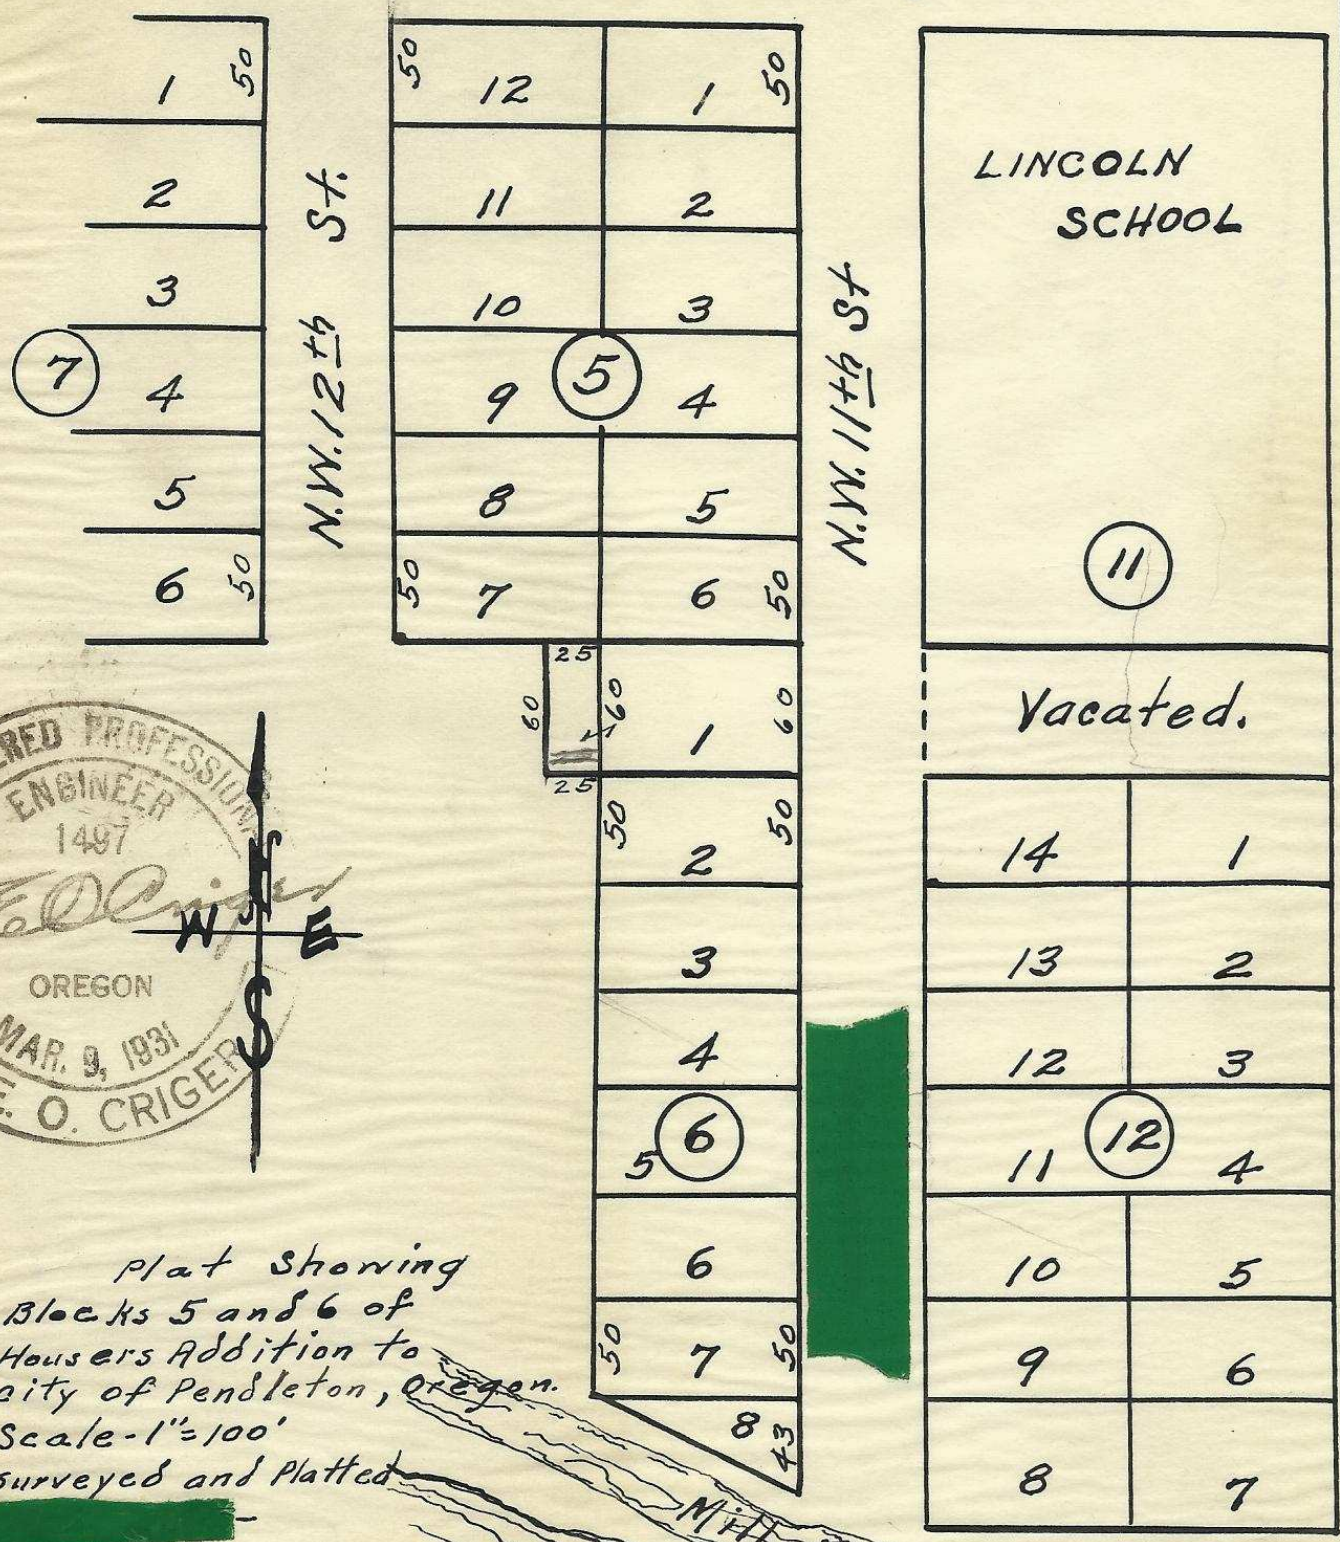 1 50
2
3
7
4
5
6 50
N.W. 12th St.
50 12 1 50
11 2
10 3
5
9 4
8 5
50 7 6 50
N.W. 11th St
LINCOLN
SCHOOL
11
Vacated.
25
60
60 1 60
25
50 2 50
3
4
5 6
6
50 7 50
8 43
14 1
13 2
12 3
12
11 4
10 5
9 6
8 7
ERED PROFESSIONA
ENGINEER
1497
E O Criger
OREGON
MAR. 9, 1931
E. O. CRIGER
N
W E
S
Plat Showing
Blocks 5 and 6 of
Housers Addition to
city of Pendleton, Oregon.
Scale-1"=100'
surveyed and Platted
Mill